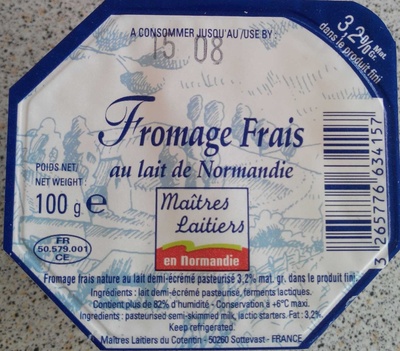 A CONSOMMER JUSQU'AU/USE BY :
15 08
3,2% Mat. Gr.
dans le produit fini
Fromage Frais
au lait de Normandie
POIDS NET/
NET WEIGHT
100 g e
Maîtres
Laitiers
en Normandie
FR
50.579.001
CE
3 265776 634157
Fromage frais nature au lait demi-écrémé pasteurisé 3,2% mat. gr. dans le produit fini.
Ingrédients : lait demi-écrémé pasteurisé, ferments lactiques.
Contient plus de 82% d'humidité - Conservation à +6°C maxi.
Ingredients : pasteurised semi-skimmed milk, lactic starters. Fat : 3,2%
Keep refrigerated.
Maîtres Laitiers du Cotentin - 50260 Sottevast - FRANCE